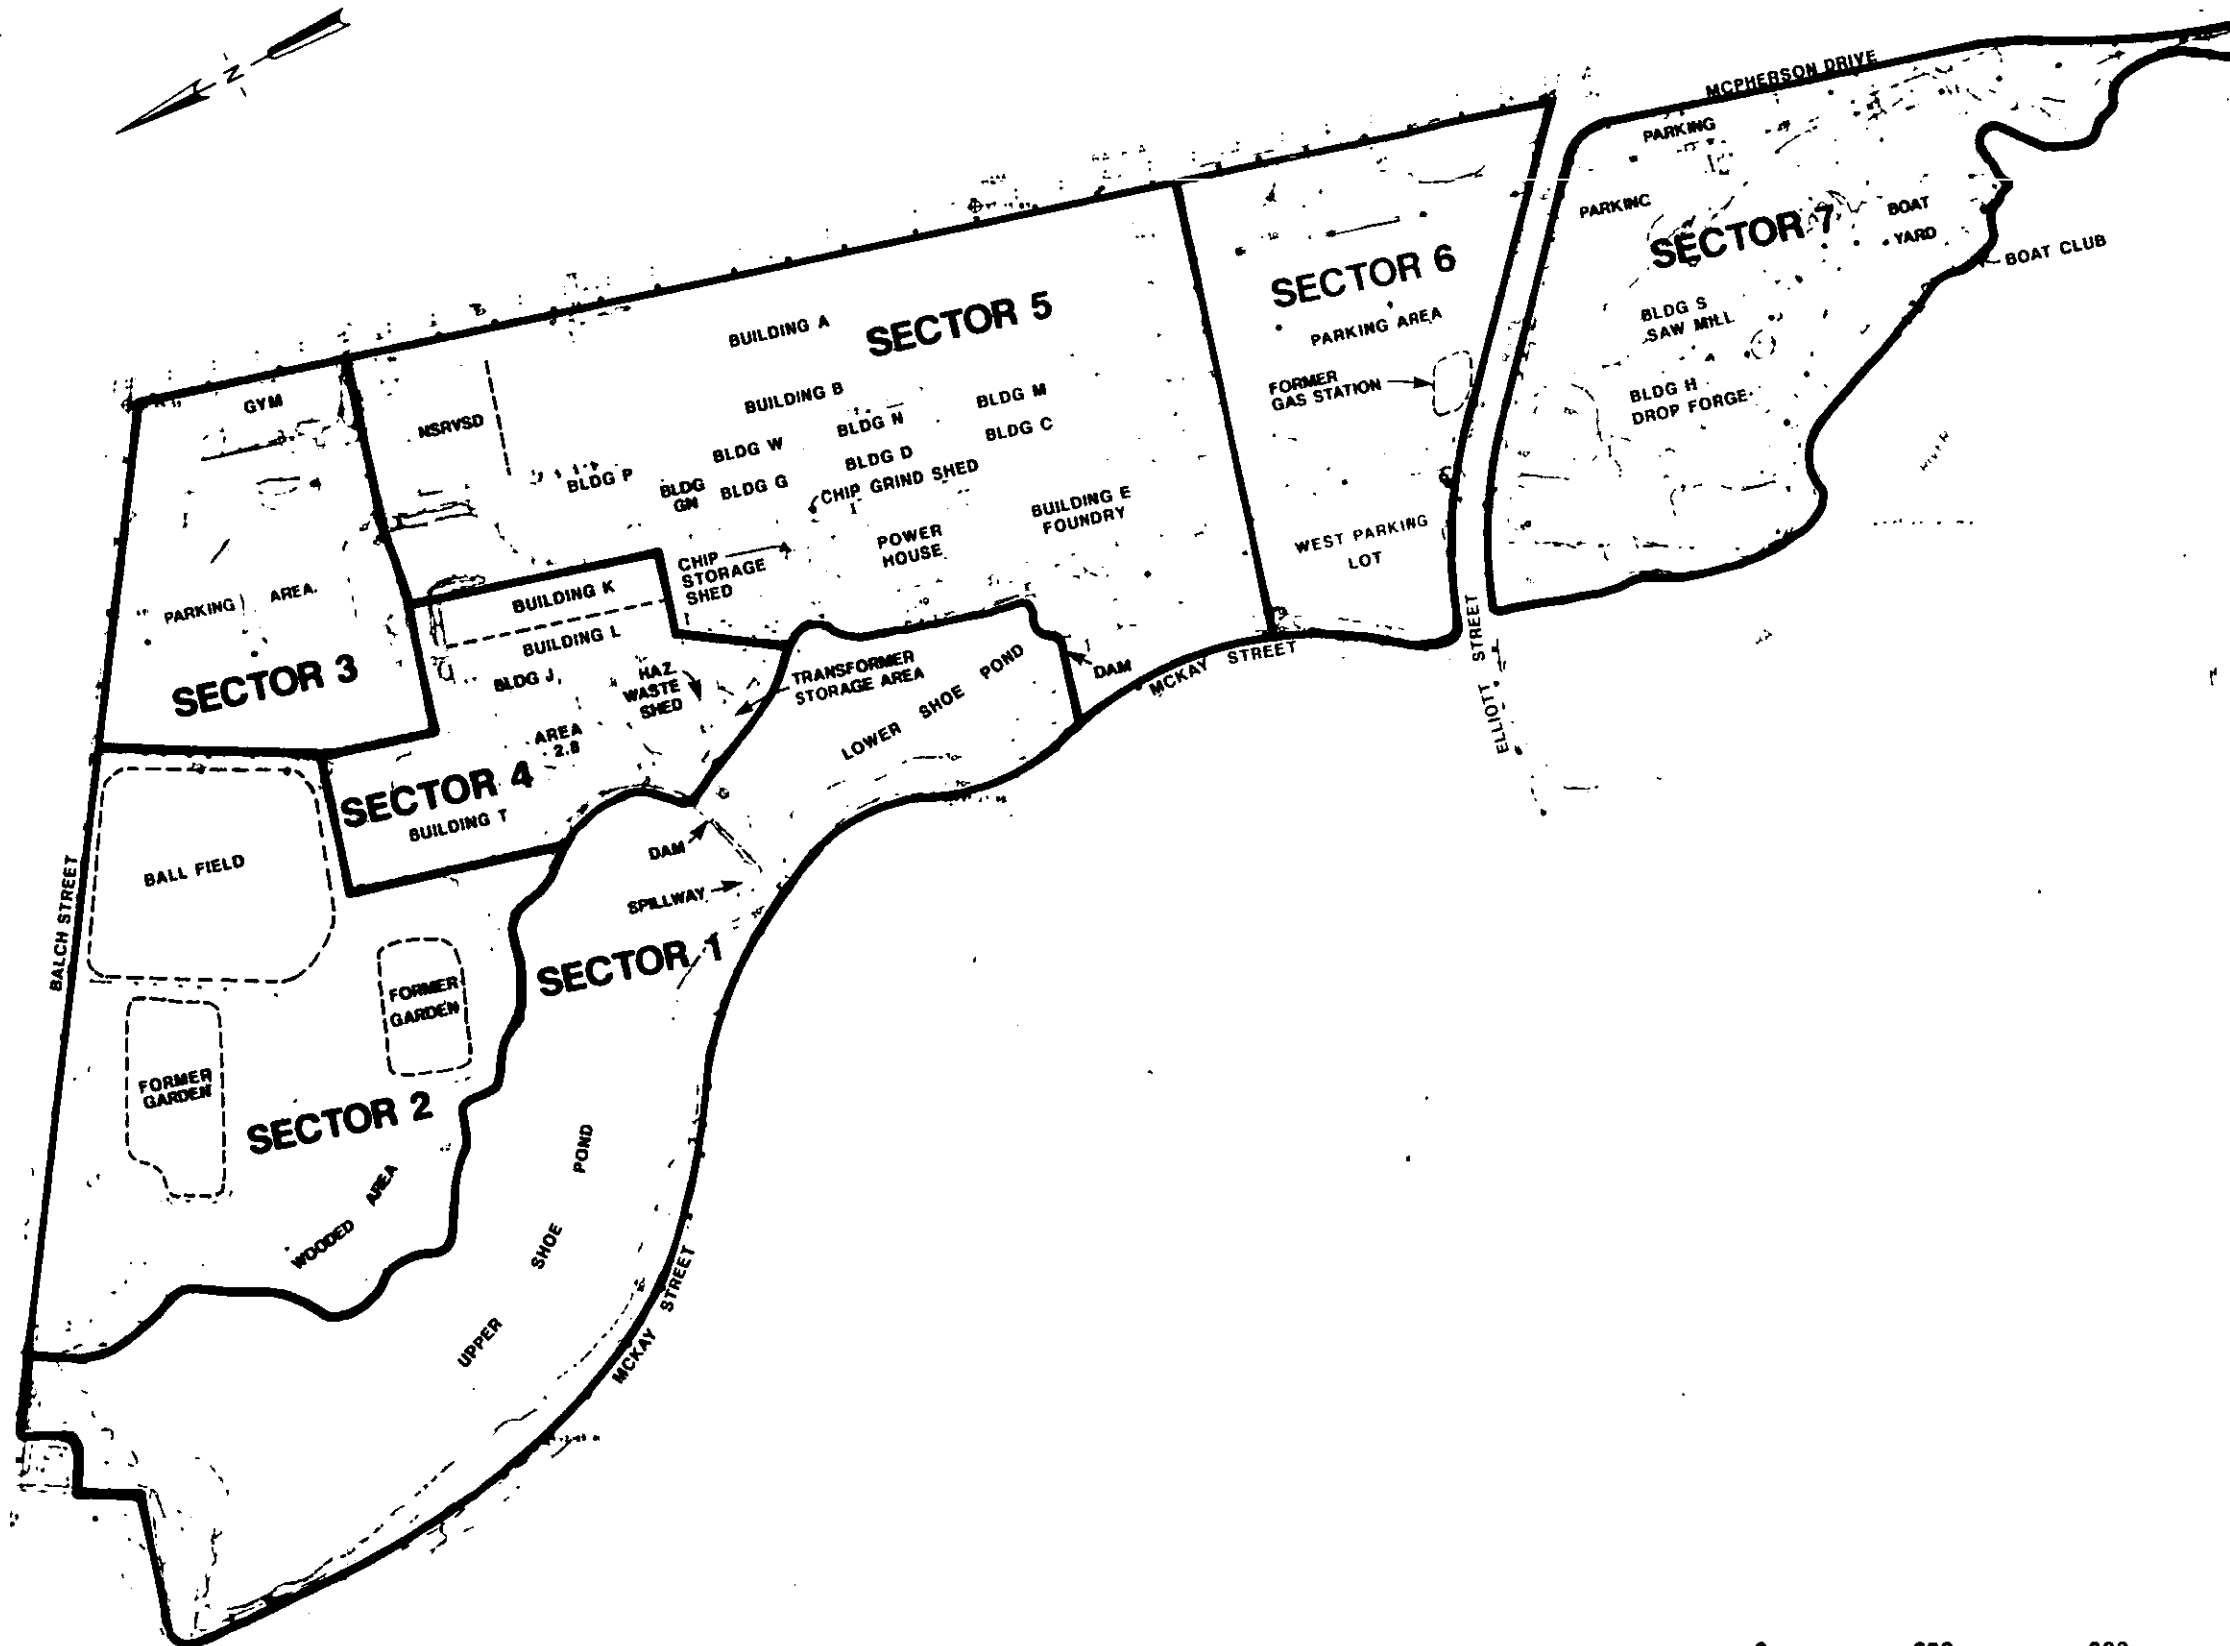 N
MCPHERSON DRIVE
PARKING
PARKING
SECTOR 7
BOAT
YARD
BOAT CLUB
BLDG S
SAW MILL
BLDG H
DROP FORGE
SECTOR 6
PARKING AREA
FORMER
GAS STATION
WEST PARKING
LOT
SECTOR 5
BUILDING A
BUILDING B
BLDG M
BLDG N
BLDG C
BLDG W
BLDG D
CHIP GRIND SHED
BLDG P
BLDG
GN
BLDG G
NSRVSD
BUILDING E
FOUNDRY
POWER
HOUSE
CHIP
STORAGE
SHED
GYM
PARKING AREA
SECTOR 3
BUILDING K
BUILDING L
BLDG J
HAZ
WASTE
SHED
AREA
2.8
SECTOR 4
BUILDING T
TRANSFORMER
STORAGE AREA
LOWER SHOE POND
DAM
MCKAY STREET
ELLIOTT STREET
BALCH STREET
BALL FIELD
DAM
SPILLWAY
SECTOR 1
FORMER
GARDEN
FORMER
GARDEN
SECTOR 2
WOODED AREA
UPPER SHOE POND
MCKAY STREET